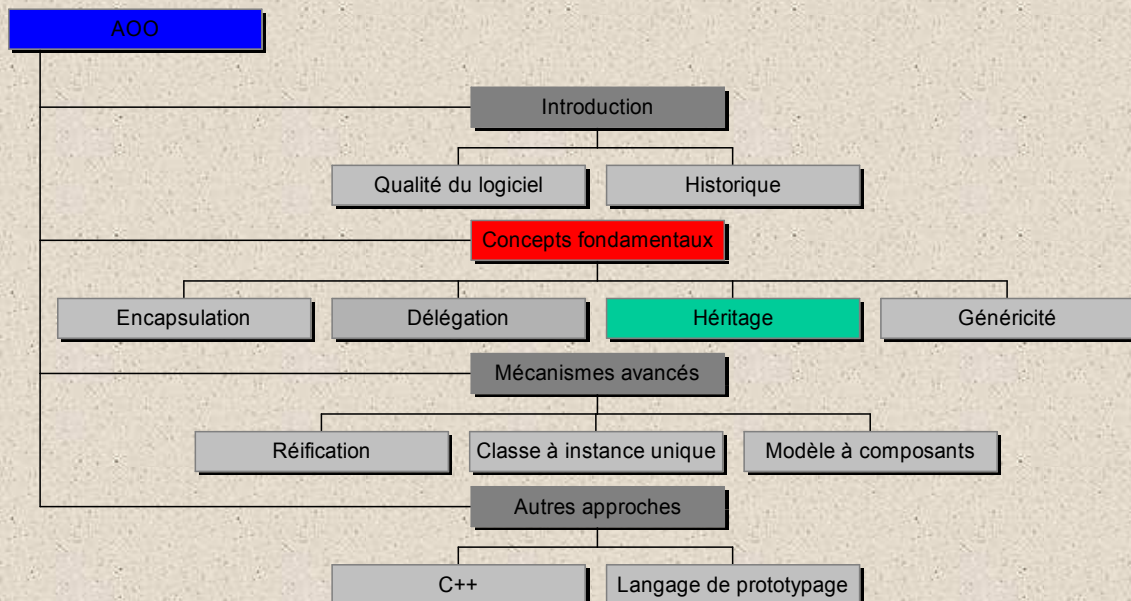 AOO
Introduction
Qualité du logiciel
Historique
Concepts fondamentaux
Encapsulation
Délégation
Héritage
Généricité
Mécanismes avancés
Réification
Classe à instance unique
Modèle à composants
Autres approches
C++
Langage de prototypage